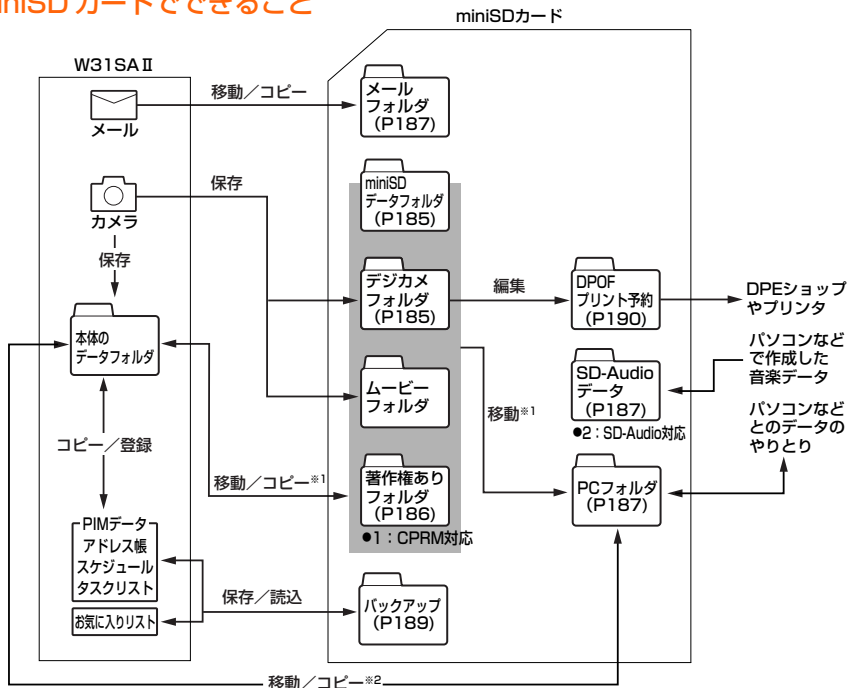 miniSDカードでできること
miniSDカード
W31SAⅡ
メール
移動／コピー
メール
フォルダ
(P187)
カメラ
保存
保存
miniSD
データフォルダ
(P185)
デジカメ
フォルダ
(P185)
編集
DPOF
プリント予約
(P190)
DPEショップ
やプリンタ
本体の
データフォルダ
ムービー
フォルダ
SD-Audio
データ
(P187)
●2：SD-Audio対応
パソコンなど
で作成した
音楽データ
移動※1
コピー／登録
移動／コピー※1
著作権あり
フォルダ
(P186)
●1：CPRM対応
PCフォルダ
(P187)
パソコンなど
とのデータの
やりとり
PIMデータ
アドレス帳
スケジュール
タスクリスト
お気に入りリスト
保存／読込
バックアップ
(P189)
移動／コピー※2